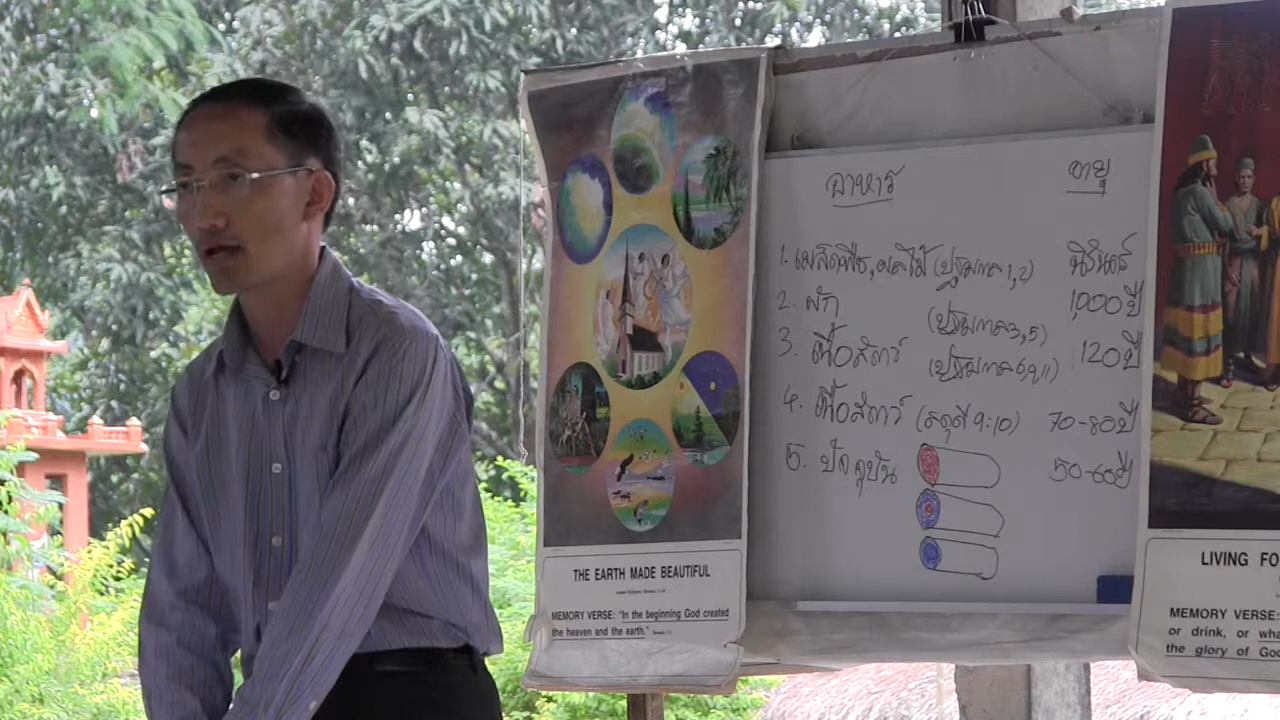 อาหาร อายุ
1. เมล็ดพืช, ผลไม้ (ปฐมกาล 1, 2) นิรันดร์
2. ผัก (ปฐมกาล 3, 5) 1,000 ปี
3. เนื้อสัตว์ (ปฐมกาล 6, 9, 11) 120 ปี
4. เนื้อสัตว์ (สดุดี 9:10) 70-80 ปี
5. ปัจจุบัน 50-60 ปี
THE EARTH MADE BEAUTIFUL
MEMORY VERSE: "In the beginning God created
the heaven and the earth."
LIVING FO
MEMORY VERSE:
or drink, or wha
the glory of God